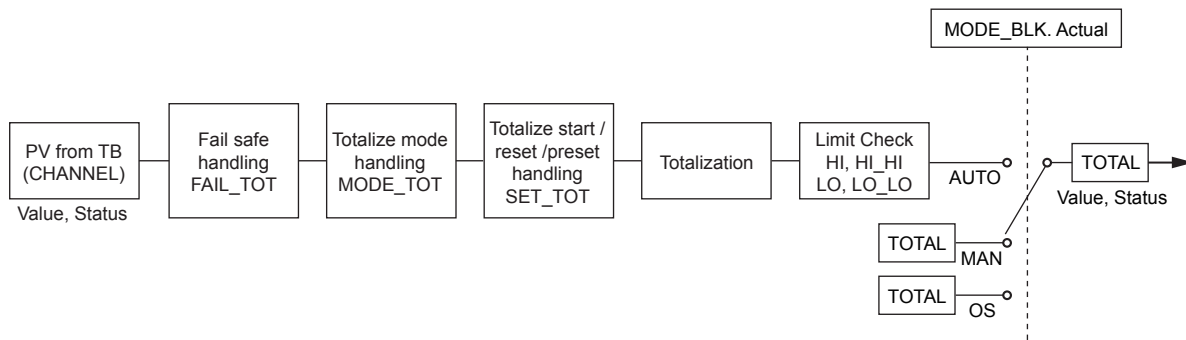 MODE_BLK. Actual
PV from TB
(CHANNEL)
Value, Status
Fail safe
handling
FAIL_TOT
Totalize mode
handling
MODE_TOT
Totalize start /
reset /preset
handling
SET_TOT
Totalization
Limit Check
HI, HI_HI
LO, LO_LO
AUTO
TOTAL
Value, Status
TOTAL
MAN
TOTAL
OS